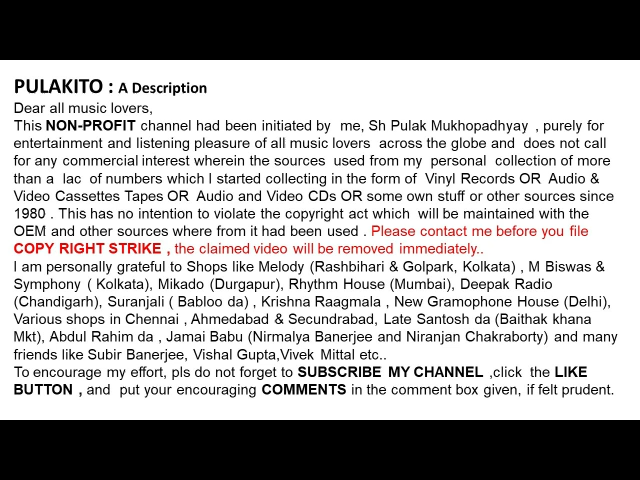 PULAKITO : A Description
Dear all music lovers,
This NON-PROFIT channel had been initiated by me, Sh Pulak Mukhopadhyay , purely for
entertainment and listening pleasure of all music lovers across the globe and does not call
for any commercial interest wherein the sources used from my personal collection of more
than a lac of numbers which I started collecting in the form of Vinyl Records OR Audio &
Video Cassettes Tapes OR Audio and Video CDs OR some own stuff or other sources since
1980 . This has no intention to violate the copyright act which will be maintained with the
OEM and other sources where from it had been used . Please contact me before you file
COPY RIGHT STRIKE , the claimed video will be removed immediately..
I am personally grateful to Shops like Melody (Rashbihari & Golpark, Kolkata) , M Biswas &
Symphony ( Kolkata), Mikado (Durgapur), Rhythm House (Mumbai), Deepak Radio
(Chandigarh), Suranjali ( Babloo da) , Krishna Raagmala , New Gramophone House (Delhi),
Various shops in Chennai , Ahmedabad & Secundrabad, Late Santosh da (Baithak khana
Mkt), Abdul Rahim da , Jamai Babu (Nirmalya Banerjee and Niranjan Chakraborty) and many
friends like Subir Banerjee, Vishal Gupta,Vivek Mittal etc..
To encourage my effort, pls do not forget to SUBSCRIBE MY CHANNEL ,click the LIKE
BUTTON , and put your encouraging COMMENTS in the comment box given, if felt prudent.